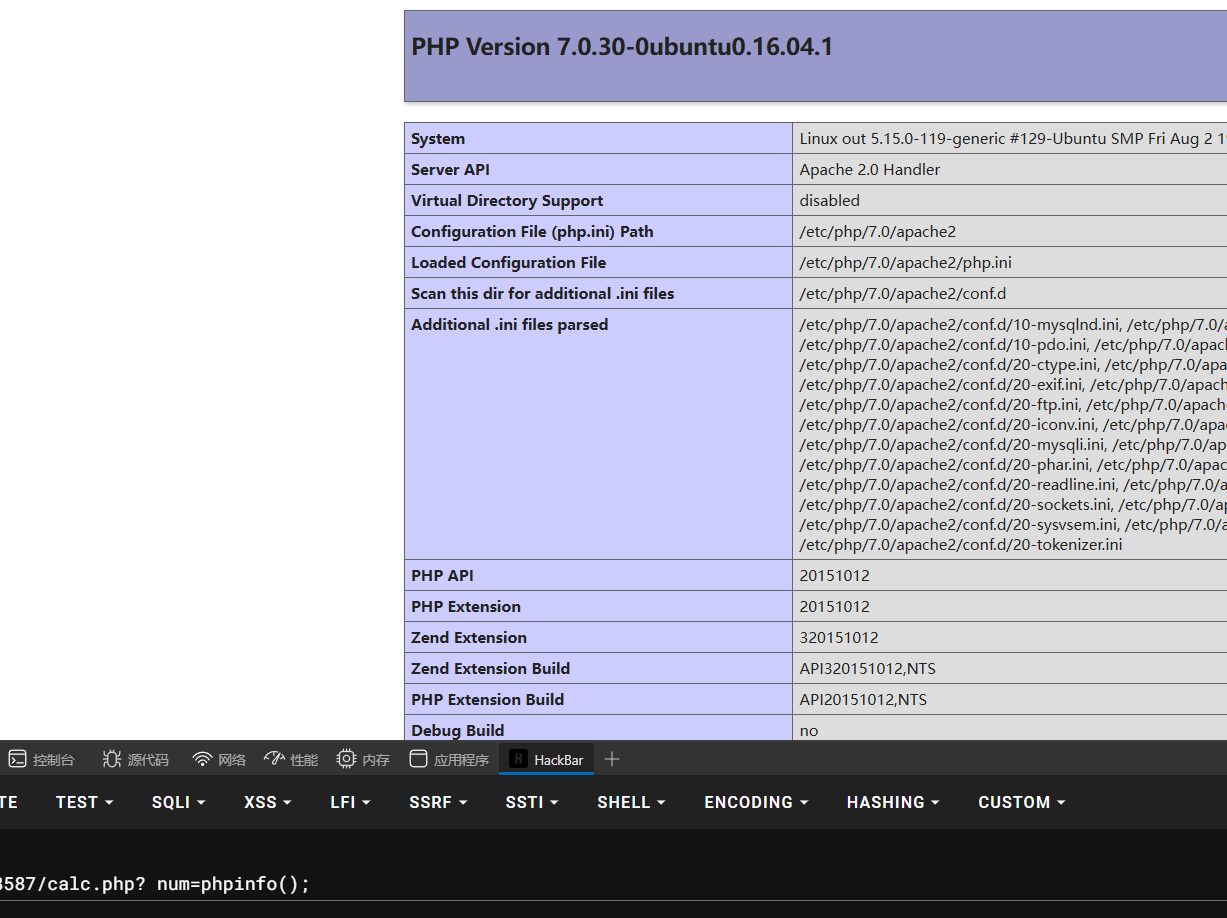 PHP Version 7.0.30-0ubuntu0.16.04.1
System Linux out 5.15.0-119-generic #129-Ubuntu SMP Fri Aug 2
Server API Apache 2.0 Handler
Virtual Directory Support disabled
Configuration File (php.ini) Path /etc/php/7.0/apache2
Loaded Configuration File /etc/php/7.0/apache2/php.ini
Scan this dir for additional .ini files /etc/php/7.0/apache2/conf.d
Additional .ini files parsed /etc/php/7.0/apache2/conf.d/10-mysqlnd.ini, /etc/php/7.0/
/etc/php/7.0/apache2/conf.d/10-pdo.ini, /etc/php/7.0/apac
/etc/php/7.0/apache2/conf.d/20-ctype.ini, /etc/php/7.0/apa
/etc/php/7.0/apache2/conf.d/20-exif.ini, /etc/php/7.0/apach
/etc/php/7.0/apache2/conf.d/20-ftp.ini, /etc/php/7.0/apach
/etc/php/7.0/apache2/conf.d/20-iconv.ini, /etc/php/7.0/apa
/etc/php/7.0/apache2/conf.d/20-mysqli.ini, /etc/php/7.0/ap
/etc/php/7.0/apache2/conf.d/20-phar.ini, /etc/php/7.0/apac
/etc/php/7.0/apache2/conf.d/20-readline.ini, /etc/php/7.0/a
/etc/php/7.0/apache2/conf.d/20-sockets.ini, /etc/php/7.0/ap
/etc/php/7.0/apache2/conf.d/20-sysvsem.ini, /etc/php/7.0/a
/etc/php/7.0/apache2/conf.d/20-tokenizer.ini
PHP API 20151012
PHP Extension 20151012
Zend Extension 320151012
Zend Extension Build API320151012,NTS
PHP Extension Build API20151012,NTS
Debug Build no
控制台 源代码 网络 性能 内存 应用程序 H HackBar
TE TEST SQLI XSS LFI SSRF SSTI SHELL ENCODING HASHING CUSTOM
3587/calc.php? num=phpinfo();